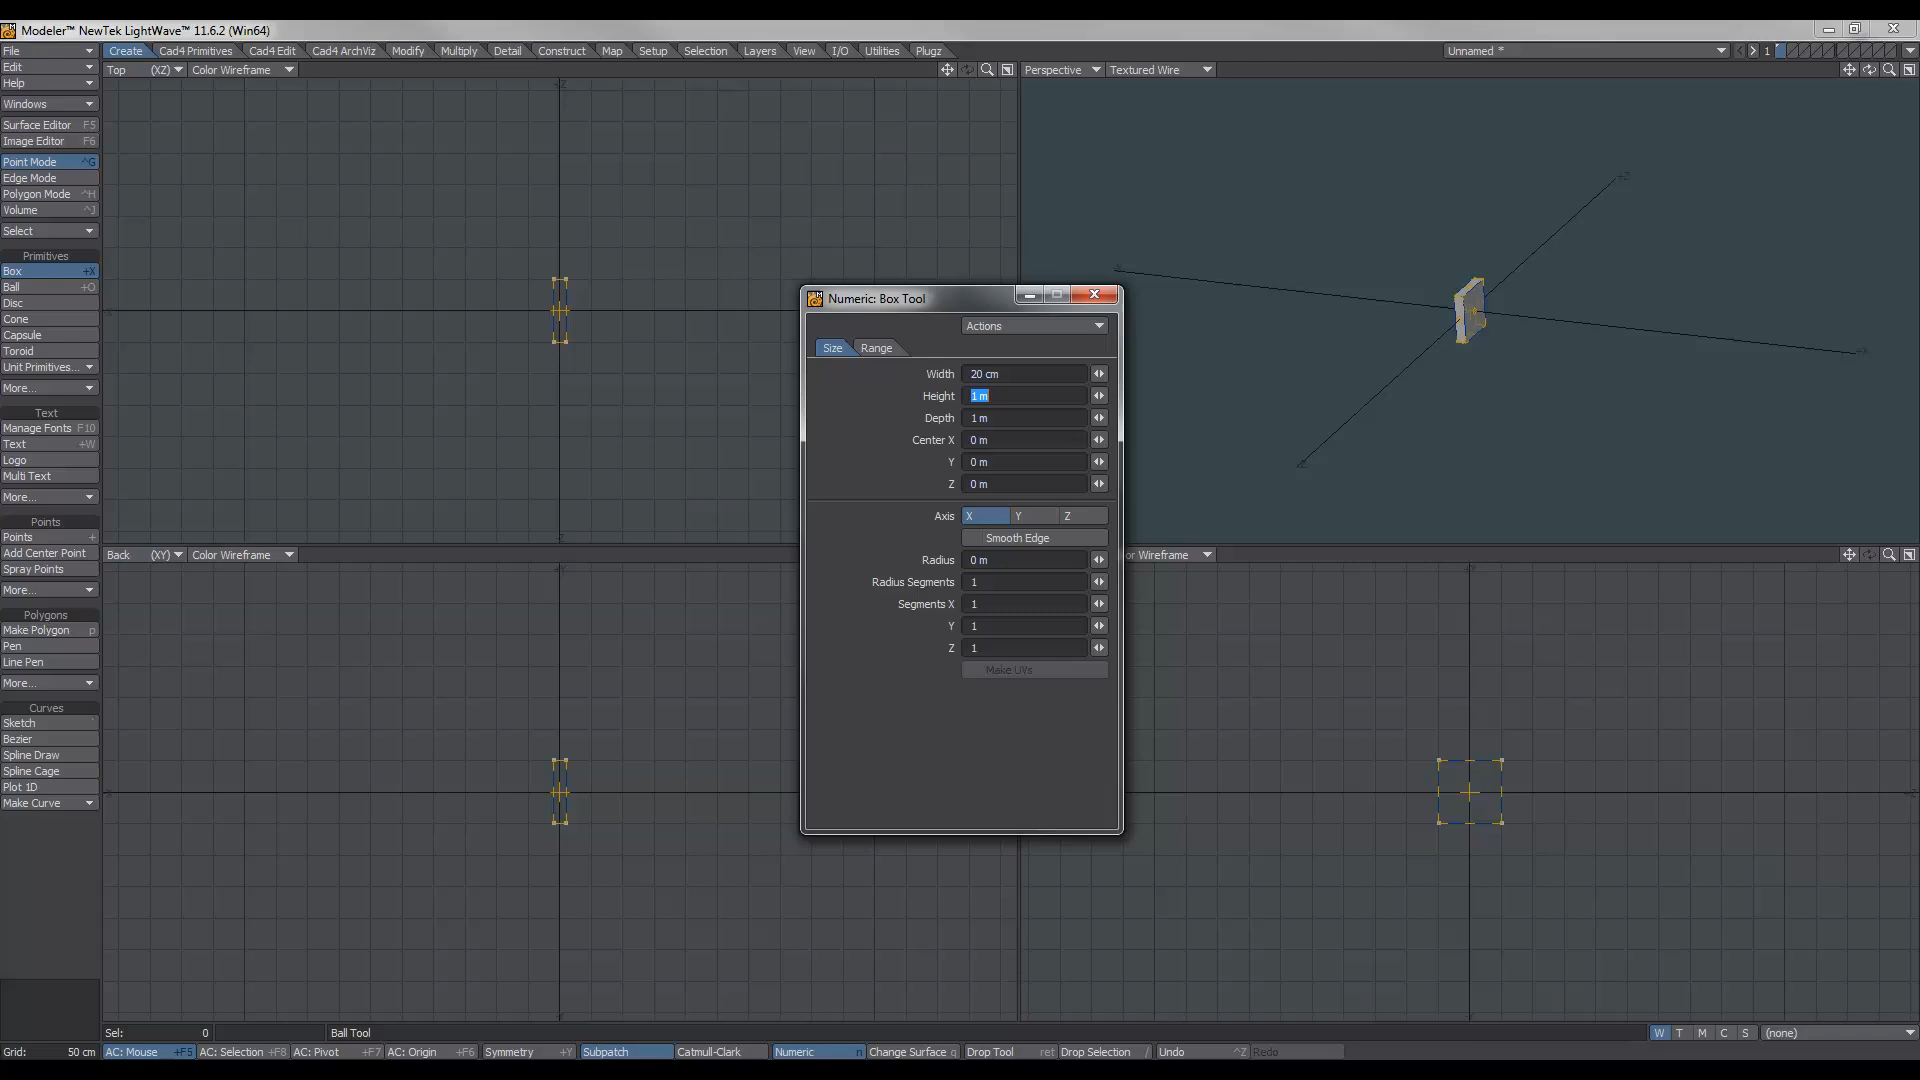 Modeler™ NewTek LightWave™ 11.6.2 (Win64)
File Create Cad4 Primitives Cad4 Edit Cad4 ArchViz Modify Multiply Detail Construct Map Setup Selection Layers View I/O Utilities Plugz Unnamed * 1
Edit Top (XZ) Color Wireframe Perspective Textured Wire
Help
Windows
Surface Editor F5
Image Editor F6
Point Mode ^G
Edge Mode
Polygon Mode ^H
Volume ^J
Select
Primitives
Box +X
Ball +O
Disc
Cone
Capsule
Toroid
Unit Primitives...
More...
Text
Manage Fonts F10
Text +W
Logo
Multi Text
More...
Points
Points +
Add Center Point
Spray Points
More...
Polygons
Make Polygon p
Pen
Line Pen
More...
Curves
Sketch `
Bezier
Spline Draw
Spline Cage
Plot 1D
Make Curve
Numeric: Box Tool
Actions
Size Range
Width 20 cm
Height 1 m
Depth 1 m
Center X 0 m
Y 0 m
Z 0 m
Axis X Y Z
Smooth Edge
Radius 0 m
Radius Segments 1
Segments X 1
Y 1
Z 1
Make UVs
Back (XY) Color Wireframe or Wireframe
Sel: 0 Ball Tool W T M C S (none)
Grid: 50 cm AC: Mouse +F5 AC: Selection +F8 AC: Pivot +F7 AC: Origin +F6 Symmetry +Y Subpatch Catmull-Clark Numeric n Change Surface q Drop Tool ret Drop Selection / Undo ^Z Redo